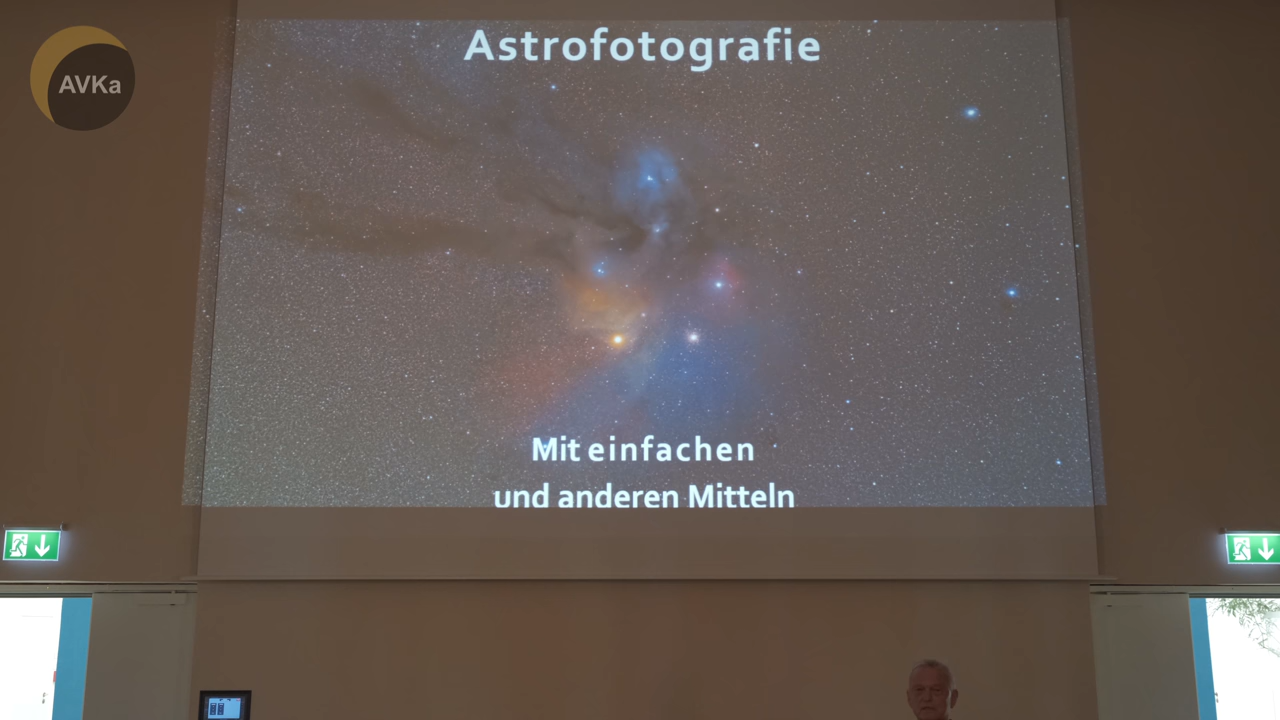 AVKa
Astrofotografie
Mit einfachen
und anderen Mitteln